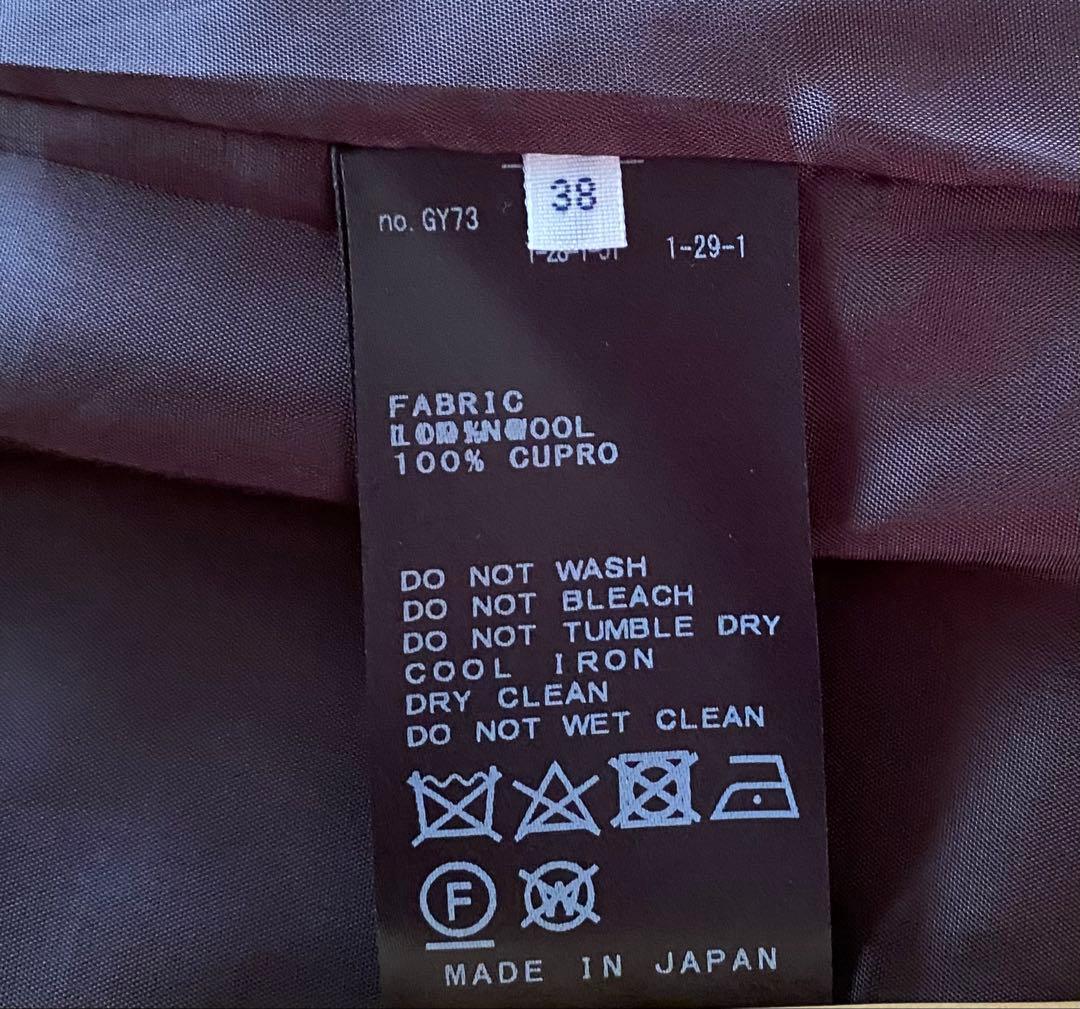 38
no. GY73
1-29-1
FABRIC
WOOL
100% CUPRO
DO NOT WASH
DO NOT BLEACH
DO NOT TUMBLE DRY
COOL IRON
DRY CLEAN
DO NOT WET CLEAN
F W
MADE IN JAPAN